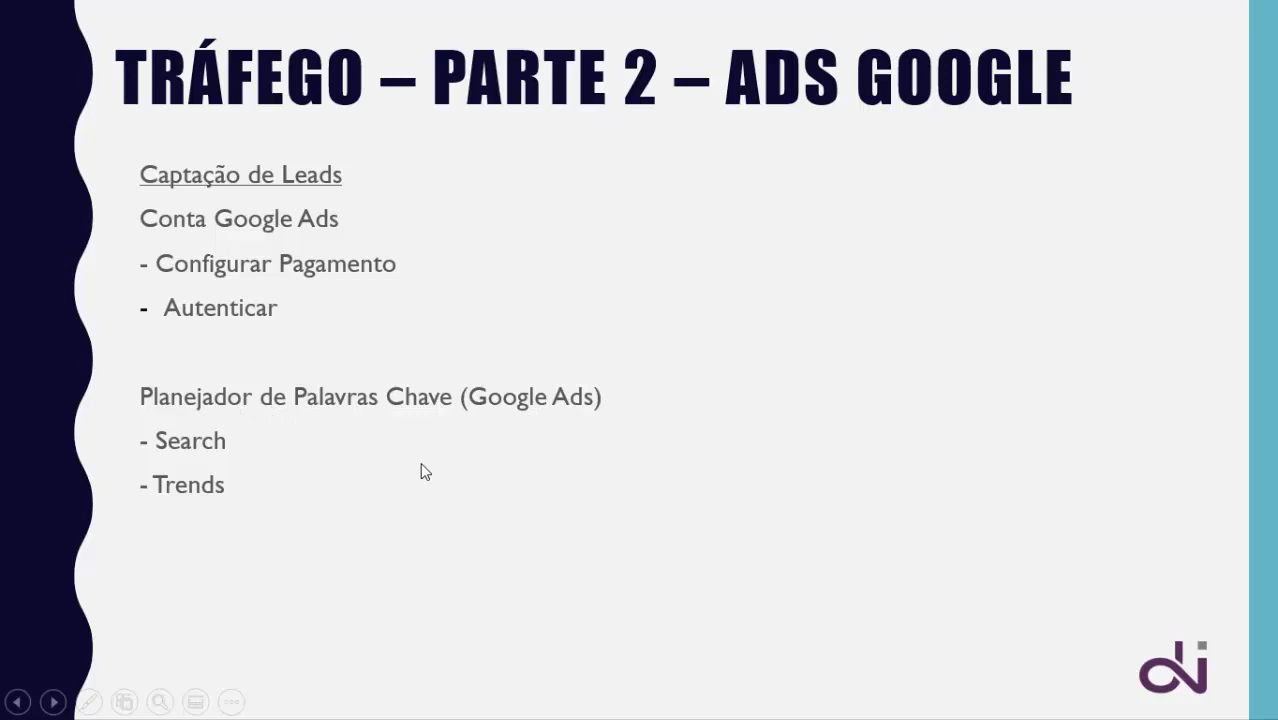 TRÁFEGO – PARTE 2 – ADS GOOGLE
Captação de Leads
Conta Google Ads
- Configurar Pagamento
- Autenticar
Planejador de Palavras Chave (Google Ads)
- Search
- Trends